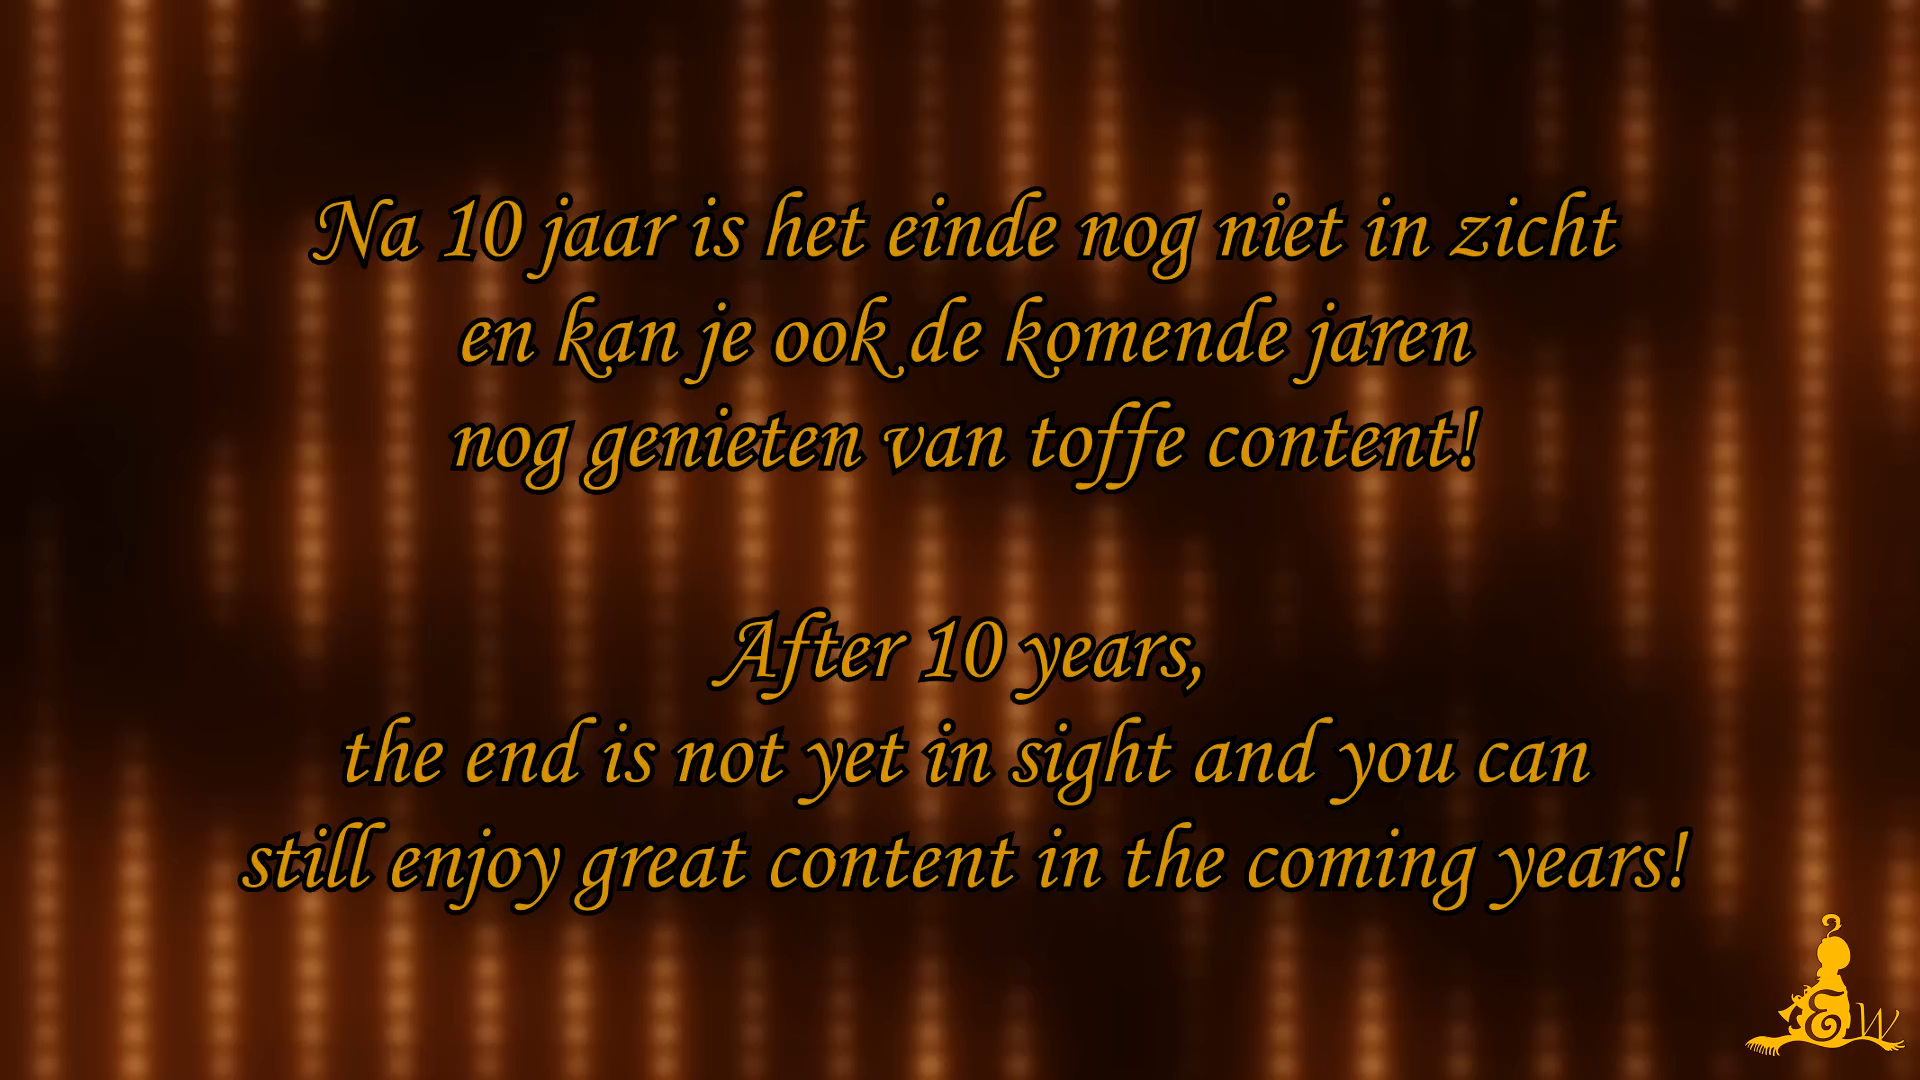 Na 10 jaar is het einde nog niet in zicht
en kan je ook de komende jaren
nog genieten van toffe content!
After 10 years,
the end is not yet in sight and you can
still enjoy great content in the coming years!
E W